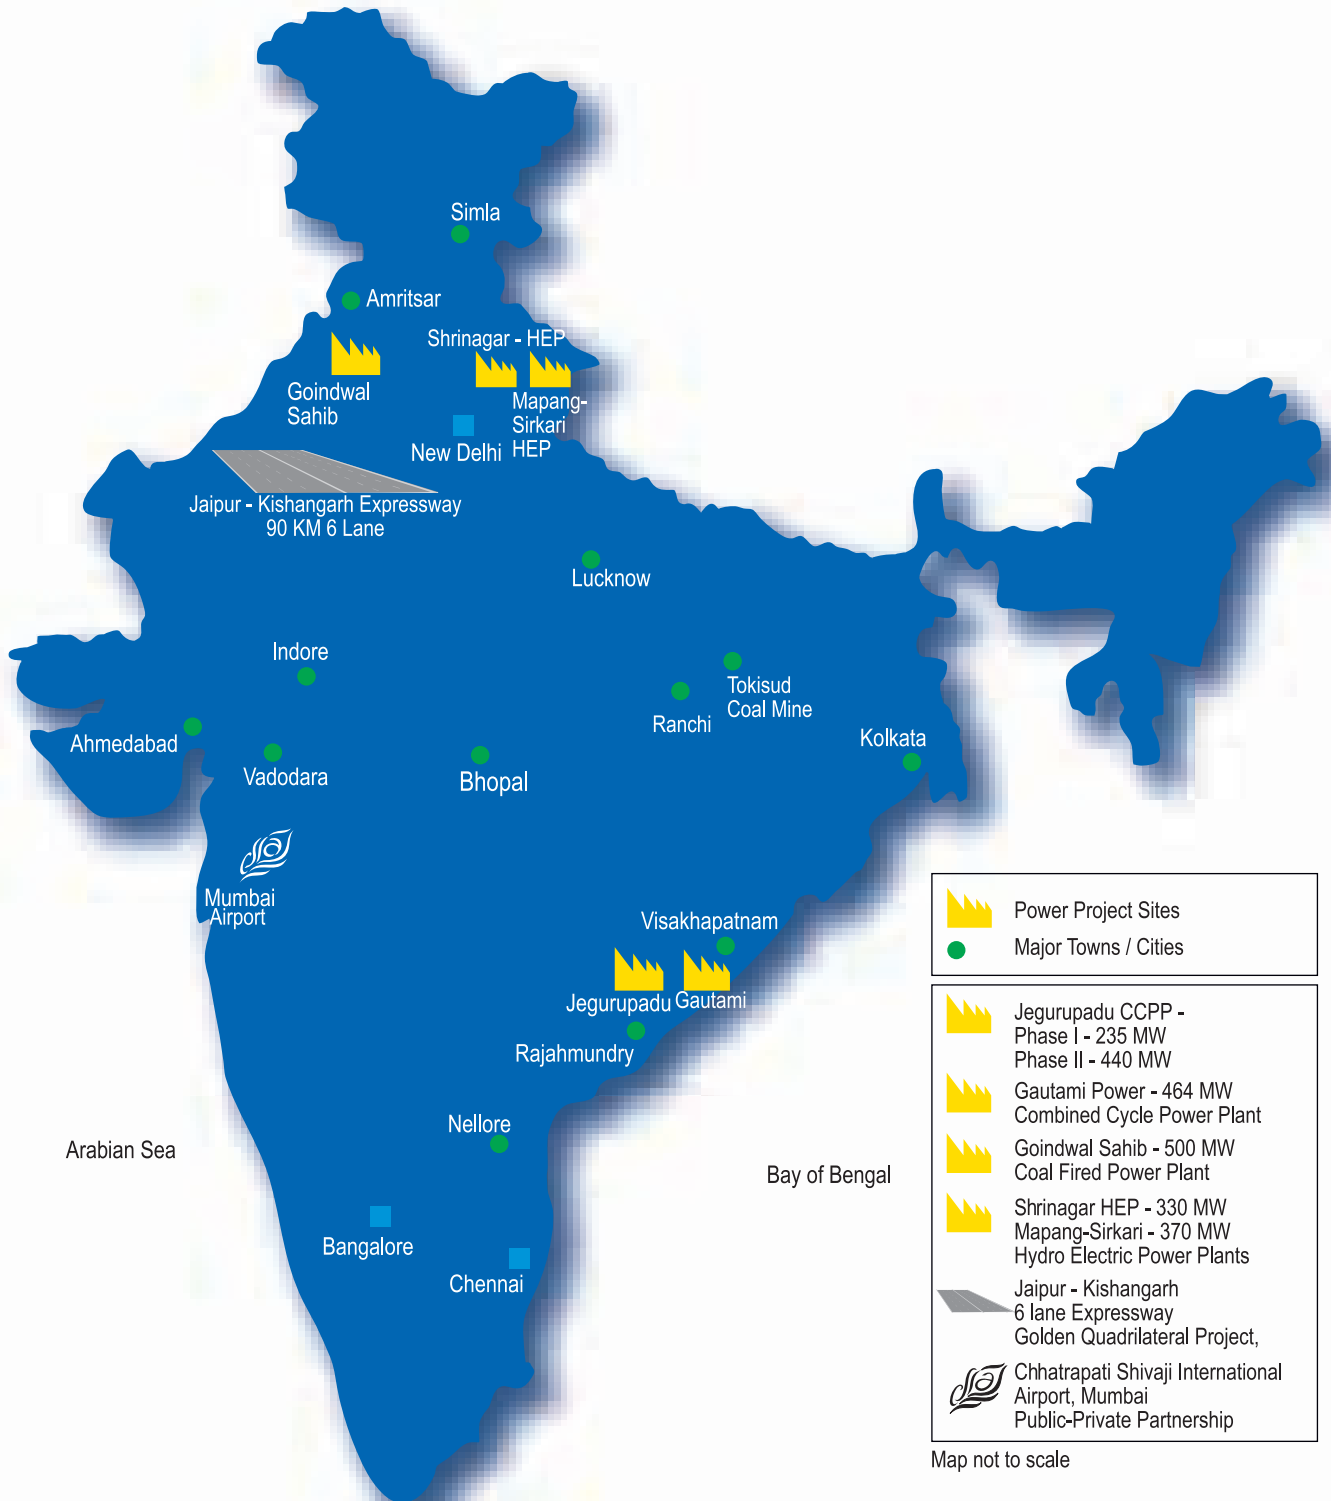 Simla
Amritsar
Shrinagar - HEP
Goindwal
Sahib
Mapang-
Sirkari
HEP
New Delhi
Jaipur - Kishangarh Expressway
90 KM 6 Lane
Lucknow
Indore
Tokisud
Coal Mine
Ranchi
Ahmedabad
Kolkata
Vadodara
Bhopal
Mumbai
Airport
Visakhapatnam
Jegurupadu
Gautami
Rajahmundry
Nellore
Arabian Sea
Bay of Bengal
Bangalore
Chennai
Power Project Sites
Major Towns / Cities
Jegurupadu CCPP -
Phase I - 235 MW
Phase II - 440 MW
Gautami Power - 464 MW
Combined Cycle Power Plant
Goindwal Sahib - 500 MW
Coal Fired Power Plant
Shrinagar HEP - 330 MW
Mapang-Sirkari - 370 MW
Hydro Electric Power Plants
Jaipur - Kishangarh
6 lane Expressway
Golden Quadrilateral Project,
Chhatrapati Shivaji International
Airport, Mumbai
Public-Private Partnership
Map not to scale